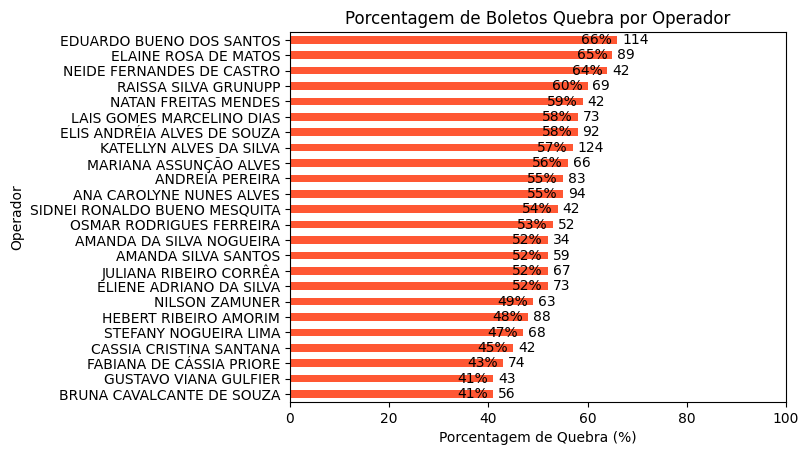 Porcentagem de Boletos Quebra por Operador
EDUARDO BUENO DOS SANTOS 66% 114
ELAINE ROSA DE MATOS 65% 89
NEIDE FERNANDES DE CASTRO 64% 42
RAISSA SILVA GRUNUPP 60% 69
NATAN FREITAS MENDES 59% 42
LAIS GOMES MARCELINO DIAS 58% 73
ELIS ANDRÉIA ALVES DE SOUZA 58% 92
KATELLYN ALVES DA SILVA 57% 124
MARIANA ASSUNÇÃO ALVES 56% 66
ANDREIA PEREIRA 55% 83
ANA CAROLYNE NUNES ALVES 55% 94
SIDNEI RONALDO BUENO MESQUITA 54% 42
OSMAR RODRIGUES FERREIRA 53% 52
AMANDA DA SILVA NOGUEIRA 52% 34
AMANDA SILVA SANTOS 52% 59
JULIANA RIBEIRO CORRÊA 52% 67
ELIENE ADRIANO DA SILVA 52% 73
NILSON ZAMUNER 49% 63
HEBERT RIBEIRO AMORIM 48% 88
STEFANY NOGUEIRA LIMA 47% 68
CASSIA CRISTINA SANTANA 45% 42
FABIANA DE CÁSSIA PRIORE 43% 74
GUSTAVO VIANA GULFIER 41% 43
BRUNA CAVALCANTE DE SOUZA 41% 56
Operador
0 20 40 60 80 100
Porcentagem de Quebra (%)